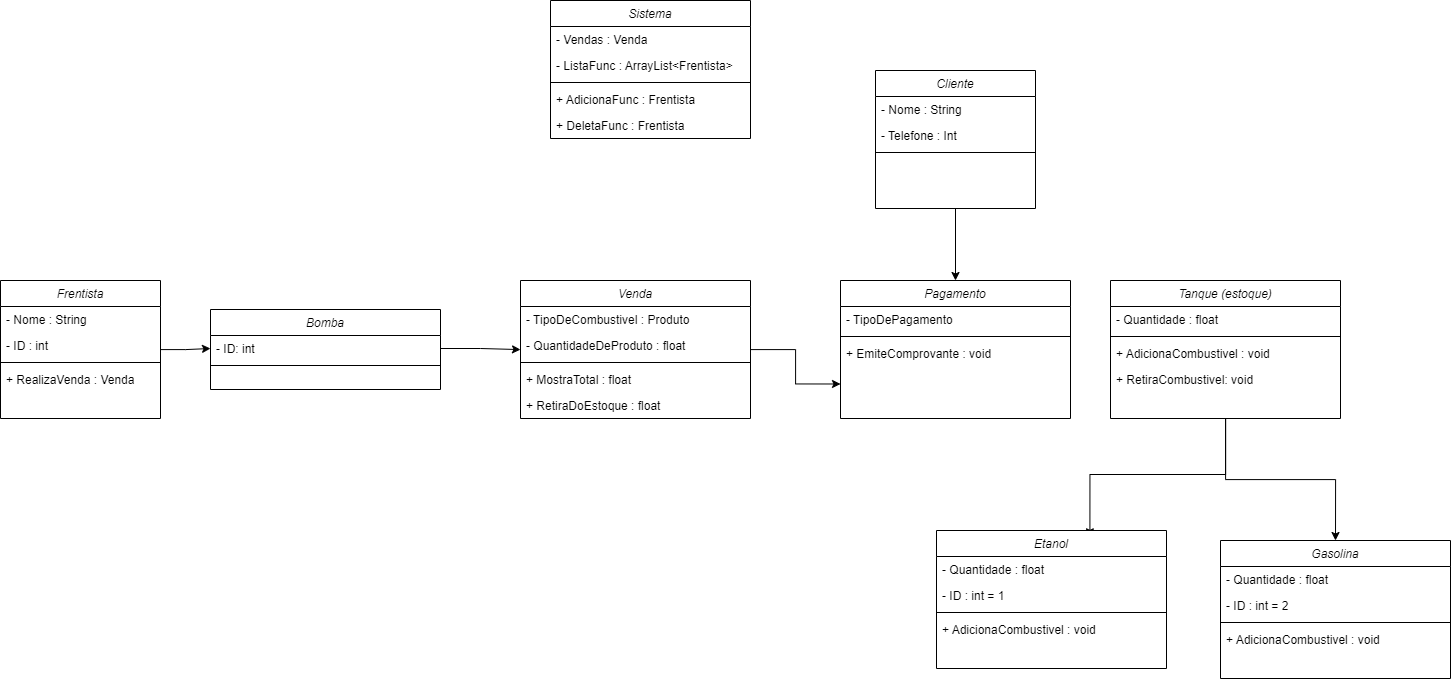 Sistema
- Vendas : Venda
- ListaFunc : ArrayList<Frentista>
+ AdicionaFunc : Frentista
+ DeletaFunc : Frentista
Cliente
- Nome : String
- Telefone : Int
Frentista
- Nome : String
- ID : int
+ RealizaVenda : Venda
Bomba
- ID: int
Venda
- TipoDeCombustivel : Produto
- QuantidadeDeProduto : float
+ MostraTotal : float
+ RetiraDoEstoque : float
Pagamento
- TipoDePagamento
+ EmiteComprovante : void
Tanque (estoque)
- Quantidade : float
+ AdicionaCombustivel : void
+ RetiraCombustivel: void
Etanol
- Quantidade : float
- ID : int = 1
+ AdicionaCombustivel : void
Gasolina
- Quantidade : float
- ID : int = 2
+ AdicionaCombustivel : void